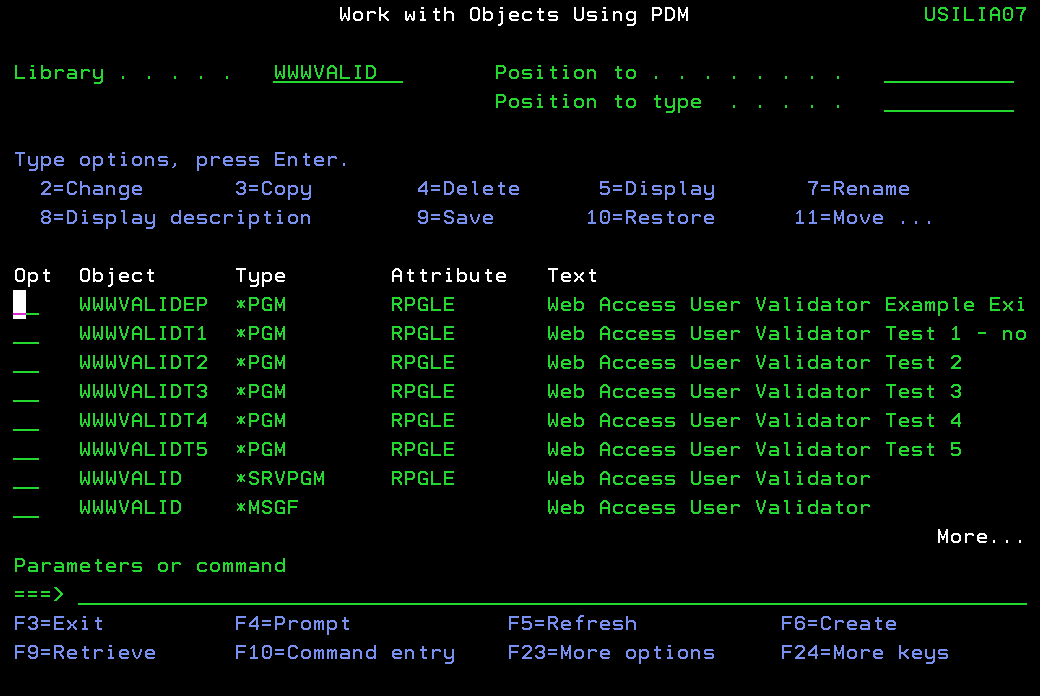 Work with Objects Using PDM USILIA07
Library . . . . . WWWVALID Position to . . . . . . . .
Position to type . . . . .
Type options, press Enter.
2=Change 3=Copy 4=Delete 5=Display 7=Rename
8=Display description 9=Save 10=Restore 11=Move ...
Opt Object Type Attribute Text
WWWVALIDEP *PGM RPGLE Web Access User Validator Example Exi
WWWVALIDT1 *PGM RPGLE Web Access User Validator Test 1 - no
WWWVALIDT2 *PGM RPGLE Web Access User Validator Test 2
WWWVALIDT3 *PGM RPGLE Web Access User Validator Test 3
WWWVALIDT4 *PGM RPGLE Web Access User Validator Test 4
WWWVALIDT5 *PGM RPGLE Web Access User Validator Test 5
WWWVALID *SRVPGM RPGLE Web Access User Validator
WWWVALID *MSGF Web Access User Validator
More...
Parameters or command
===>
F3=Exit F4=Prompt F5=Refresh F6=Create
F9=Retrieve F10=Command entry F23=More options F24=More keys